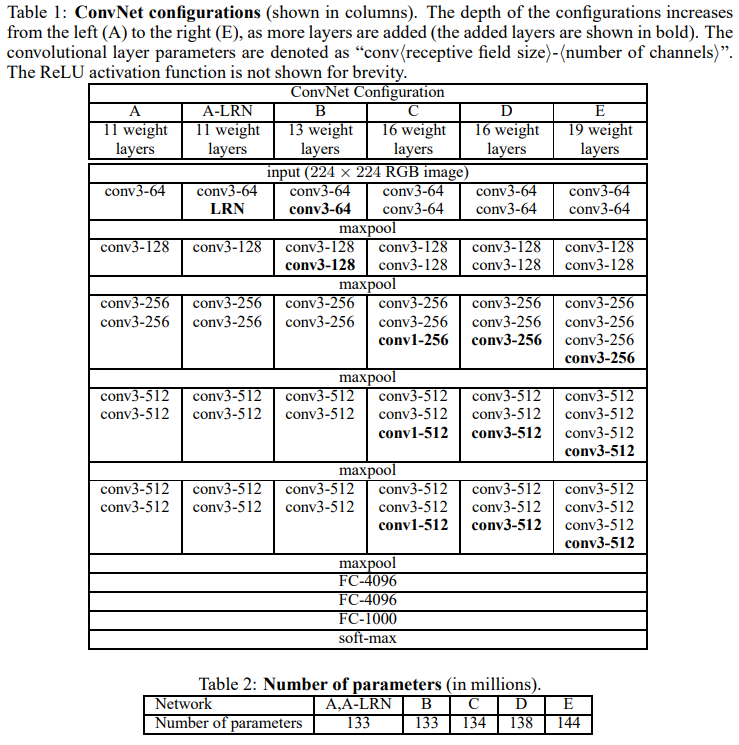 Table 1: ConvNet configurations (shown in columns). The depth of the configurations increases
from the left (A) to the right (E), as more layers are added (the added layers are shown in bold). The
convolutional layer parameters are denoted as “conv⟨receptive field size⟩-⟨number of channels⟩”.
The ReLU activation function is not shown for brevity.
ConvNet Configuration
A A-LRN B C D E
11 weight 11 weight 13 weight 16 weight 16 weight 19 weight
layers layers layers layers layers layers
input (224 × 224 RGB image)
conv3-64 conv3-64 conv3-64 conv3-64 conv3-64 conv3-64
LRN conv3-64 conv3-64 conv3-64 conv3-64
maxpool
conv3-128 conv3-128 conv3-128 conv3-128 conv3-128 conv3-128
conv3-128 conv3-128 conv3-128 conv3-128
maxpool
conv3-256 conv3-256 conv3-256 conv3-256 conv3-256 conv3-256
conv3-256 conv3-256 conv3-256 conv3-256 conv3-256 conv3-256
conv1-256 conv3-256 conv3-256
conv3-256
maxpool
conv3-512 conv3-512 conv3-512 conv3-512 conv3-512 conv3-512
conv3-512 conv3-512 conv3-512 conv3-512 conv3-512 conv3-512
conv1-512 conv3-512 conv3-512
conv3-512
maxpool
conv3-512 conv3-512 conv3-512 conv3-512 conv3-512 conv3-512
conv3-512 conv3-512 conv3-512 conv3-512 conv3-512 conv3-512
conv1-512 conv3-512 conv3-512
conv3-512
maxpool
FC-4096
FC-4096
FC-1000
soft-max
Table 2: Number of parameters (in millions).
Network A,A-LRN B C D E
Number of parameters 133 133 134 138 144